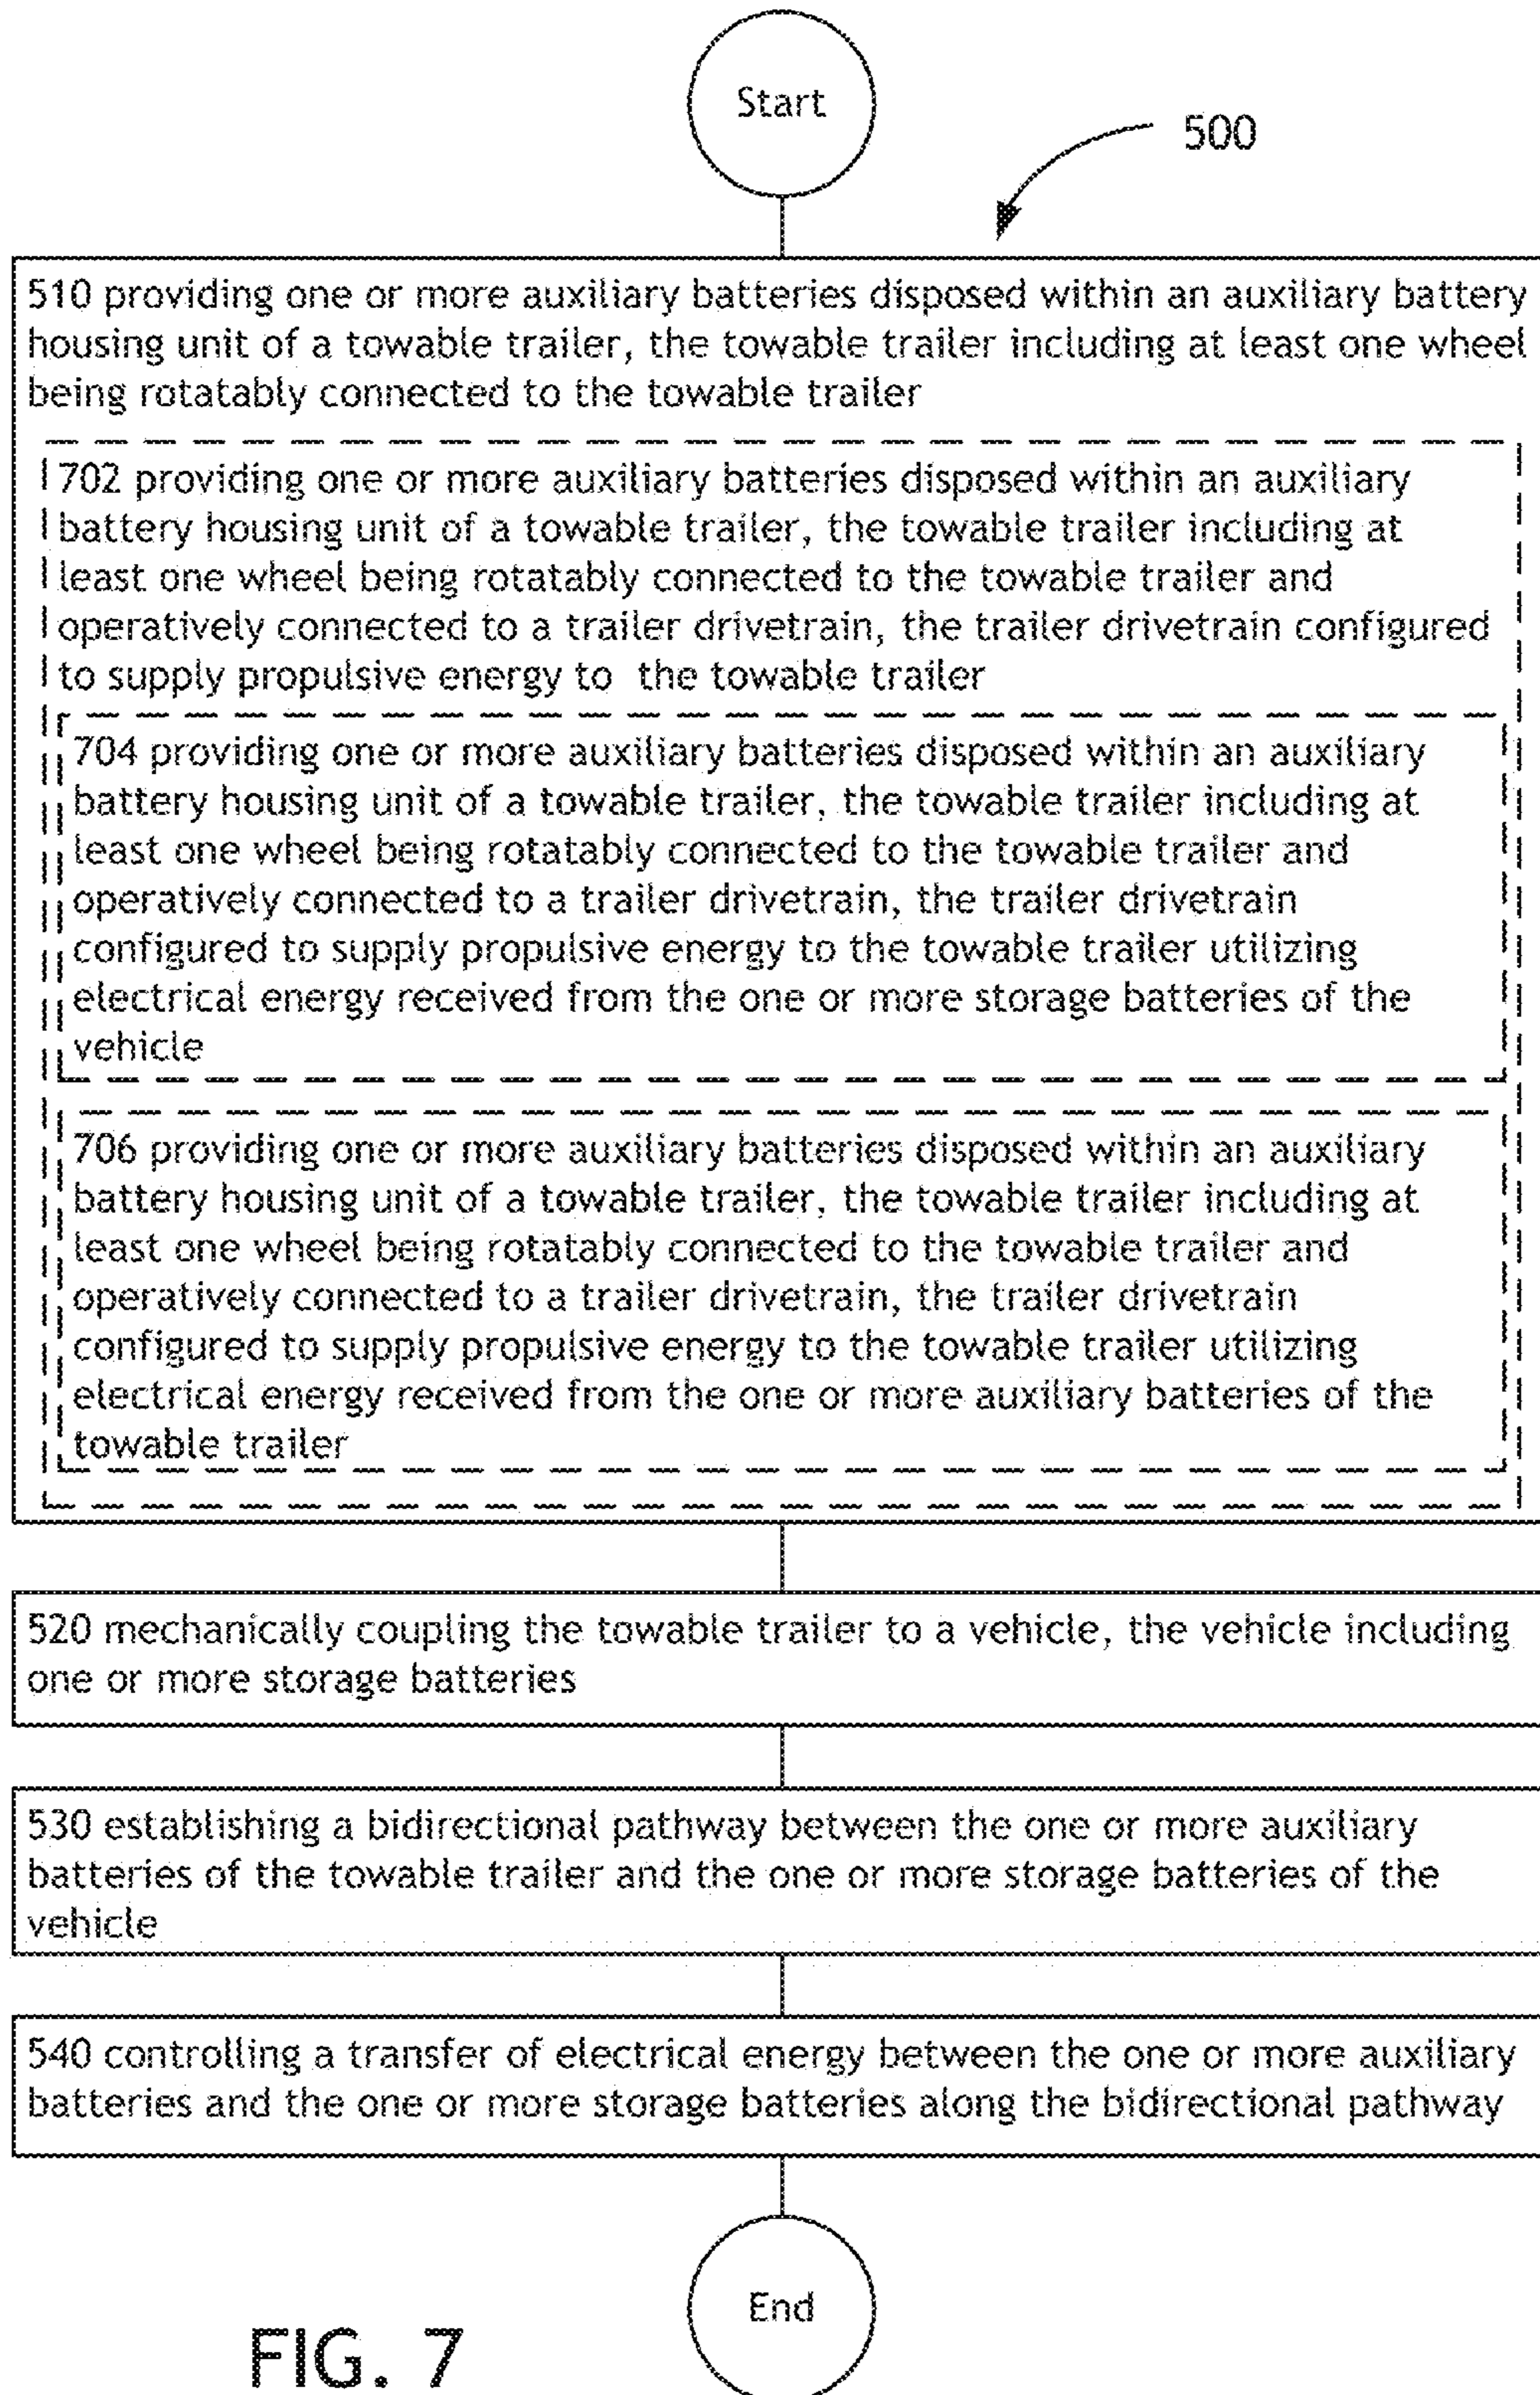 Start
500
510 providing one or more auxiliary batteries disposed within an auxiliary battery
housing unit of a towable trailer, the towable trailer including at least one wheel
being rotatably connected to the towable trailer
702 providing one or more auxiliary batteries disposed within an auxiliary
battery housing unit of a towable trailer, the towable trailer including at
least one wheel being rotatably connected to the towable trailer and
operatively connected to a trailer drivetrain, the trailer drivetrain configured
to supply propulsive energy to the towable trailer
704 providing one or more auxiliary batteries disposed within an auxiliary
battery housing unit of a towable trailer, the towable trailer including at
least one wheel being rotatably connected to the towable trailer and
operatively connected to a trailer drivetrain, the trailer drivetrain
configured to supply propulsive energy to the towable trailer utilizing
electrical energy received from the one or more storage batteries of the
vehicle
706 providing one or more auxiliary batteries disposed within an auxiliary
battery housing unit of a towable trailer, the towable trailer including at
least one wheel being rotatably connected to the towable trailer and
operatively connected to a trailer drivetrain, the trailer drivetrain
configured to supply propulsive energy to the towable trailer utilizing
electrical energy received from the one or more auxiliary batteries of the
towable trailer
520 mechanically coupling the towable trailer to a vehicle, the vehicle including
one or more storage batteries
530 establishing a bidirectional pathway between the one or more auxiliary
batteries of the towable trailer and the one or more storage batteries of the
vehicle
540 controlling a transfer of electrical energy between the one or more auxiliary
batteries and the one or more storage batteries along the bidirectional pathway
End
FIG. 7